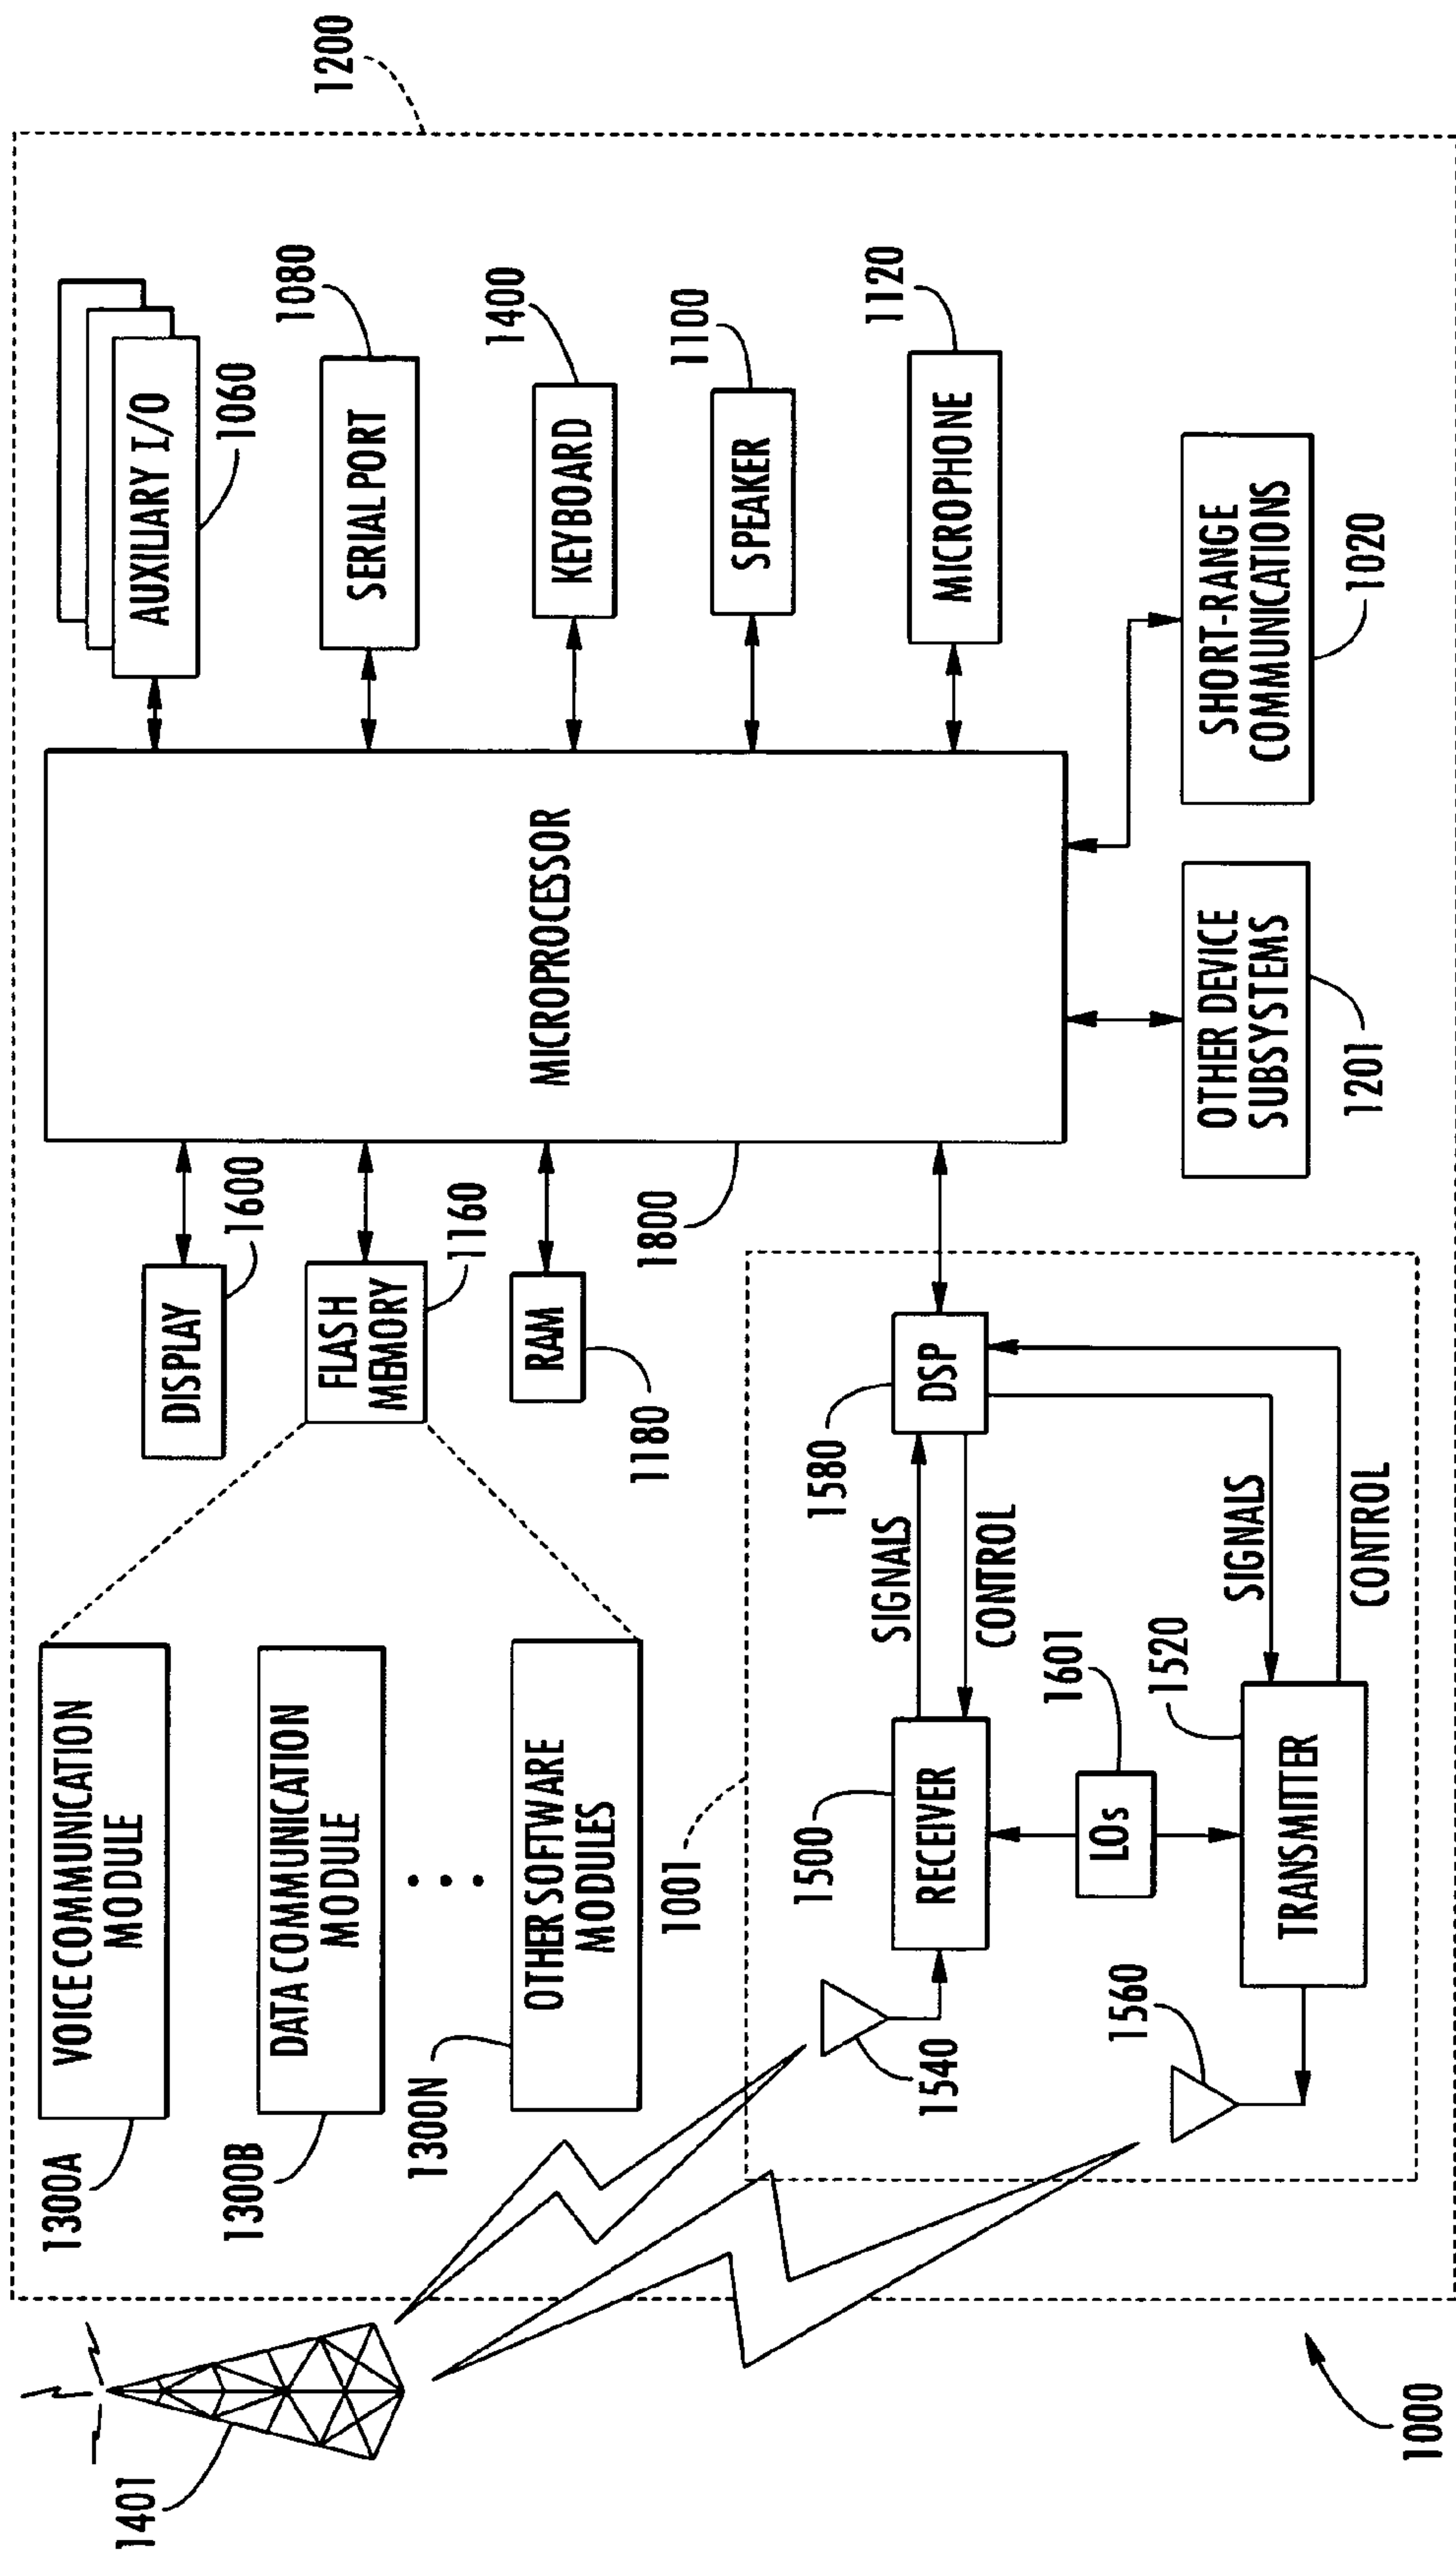 1401
1000
1200
1300A
VOICE COMMUNICATION
MODULE
1300B
DATA COMMUNICATION
MODULE
1300N
OTHER SOFTWARE
MODULES
DISPLAY
1600
FLASH
MEMORY
1160
RAM
1180
1800
MICROPROCESSOR
AUXILIARY I/O
1060
SERIAL PORT
1080
KEYBOARD
1400
SPEAKER
1100
MICROPHONE
1120
SHORT-RANGE
COMMUNICATIONS
1020
OTHER DEVICE
SUBSYSTEMS
1201
1001
1540
1500
RECEIVER
SIGNALS
CONTROL
1580
DSP
LOs
1601
1560
1520
TRANSMITTER
SIGNALS
CONTROL